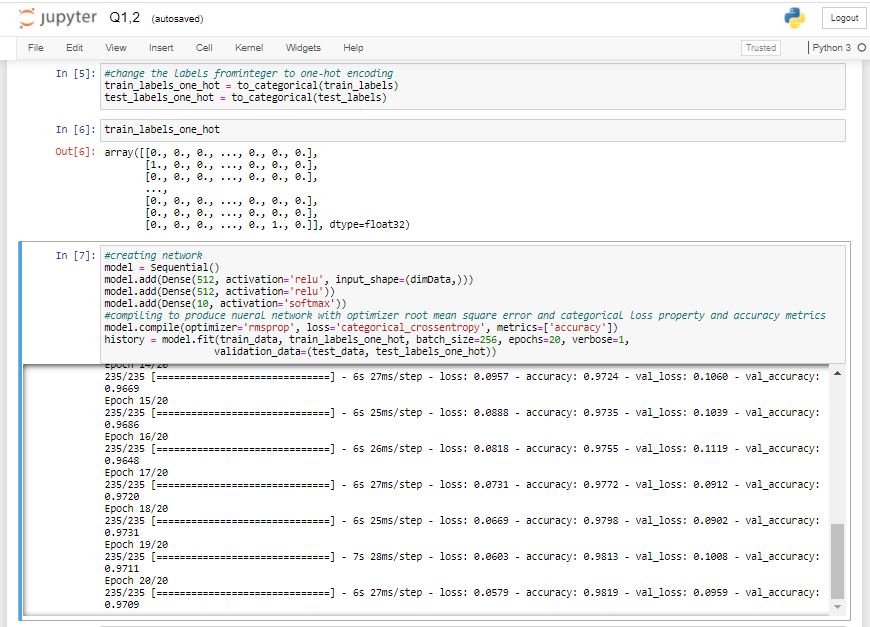 jupyter Q1,2 (autosaved)
Logout
File Edit View Insert Cell Kernel Widgets Help
Trusted
Python 3
In [5]:
#change the labels frominteger to one-hot encoding
train_labels_one_hot = to_categorical(train_labels)
test_labels_one_hot = to_categorical(test_labels)
In [6]:
train_labels_one_hot
Out[6]:
array([[0., 0., 0., ..., 0., 0., 0.],
[1., 0., 0., ..., 0., 0., 0.],
[0., 0., 0., ..., 0., 0., 0.],
...,
[0., 0., 0., ..., 0., 0., 0.],
[0., 0., 0., ..., 0., 0., 0.],
[0., 0., 0., ..., 0., 1., 0.]], dtype=float32)
In [7]:
#creating network
model = Sequential()
model.add(Dense(512, activation='relu', input_shape=(dimData,)))
model.add(Dense(512, activation='relu'))
model.add(Dense(10, activation='softmax'))
#compiling to produce nueral network with optimizer root mean square error and categorical loss property and accuracy metrics
model.compile(optimizer='rmsprop', loss='categorical_crossentropy', metrics=['accuracy'])
history = model.fit(train_data, train_labels_one_hot, batch_size=256, epochs=20, verbose=1,
validation_data=(test_data, test_labels_one_hot))
Epoch 14/20
235/235 [==============================] - 6s 27ms/step - loss: 0.0957 - accuracy: 0.9724 - val_loss: 0.1060 - val_accuracy:
0.9669
Epoch 15/20
235/235 [==============================] - 6s 25ms/step - loss: 0.0888 - accuracy: 0.9735 - val_loss: 0.1039 - val_accuracy:
0.9686
Epoch 16/20
235/235 [==============================] - 6s 26ms/step - loss: 0.0818 - accuracy: 0.9755 - val_loss: 0.1119 - val_accuracy:
0.9648
Epoch 17/20
235/235 [==============================] - 6s 27ms/step - loss: 0.0731 - accuracy: 0.9772 - val_loss: 0.0912 - val_accuracy:
0.9720
Epoch 18/20
235/235 [==============================] - 6s 25ms/step - loss: 0.0669 - accuracy: 0.9798 - val_loss: 0.0902 - val_accuracy:
0.9731
Epoch 19/20
235/235 [==============================] - 7s 28ms/step - loss: 0.0603 - accuracy: 0.9813 - val_loss: 0.1008 - val_accuracy:
0.9711
Epoch 20/20
235/235 [==============================] - 6s 27ms/step - loss: 0.0579 - accuracy: 0.9819 - val_loss: 0.0959 - val_accuracy:
0.9709